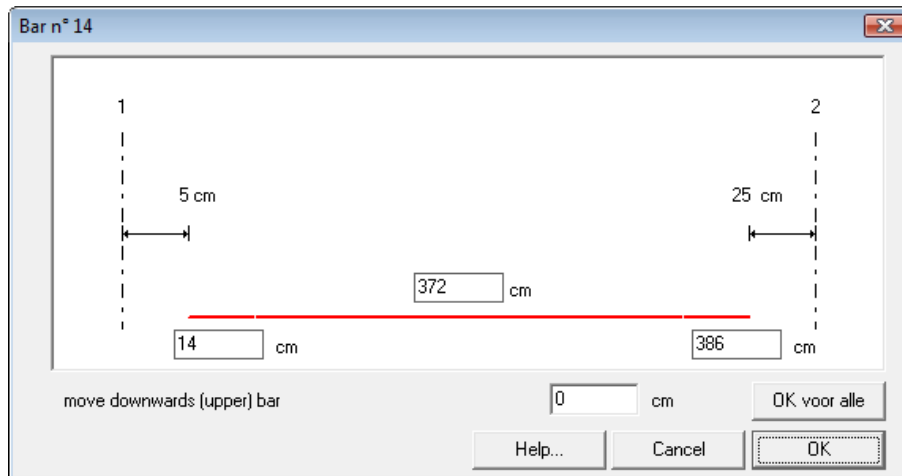 Bar n° 14
1 2
5 cm 25 cm
372 cm
14 cm 386 cm
move downwards (upper) bar 0 cm OK voor alle
Help... Cancel OK